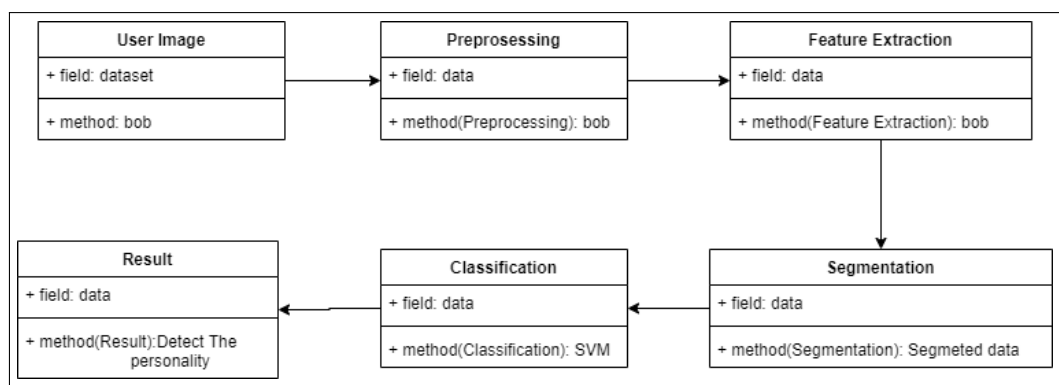 User Image
+ field: dataset
+ method: bob
Preprosessing
+ field: data
+ method(Preprocessing): bob
Feature Extraction
+ field: data
+ method(Feature Extraction): bob
Segmentation
+ field: data
+ method(Segmentation): Segmeted data
Classification
+ field: data
+ method(Classification): SVM
Result
+ field: data
+ method(Result):Detect The
personality